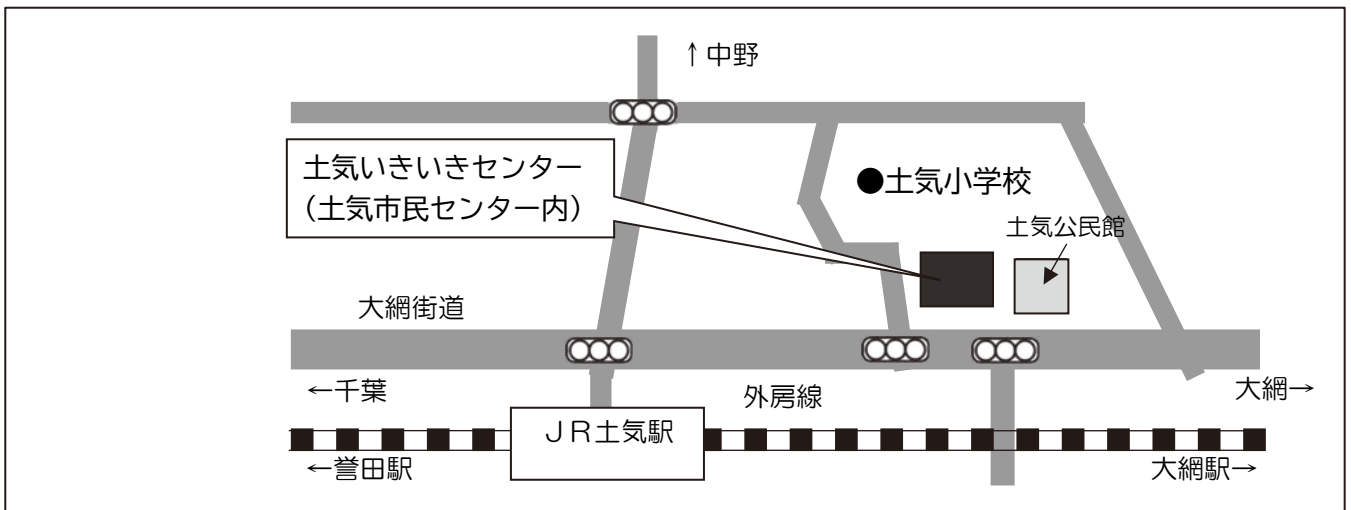 ↑中野
土気いきいきセンター
（土気市民センター内）
●土気小学校
土気公民館
大網街道
←千葉
外房線
大網→
ＪＲ土気駅
←誉田駅
大網駅→